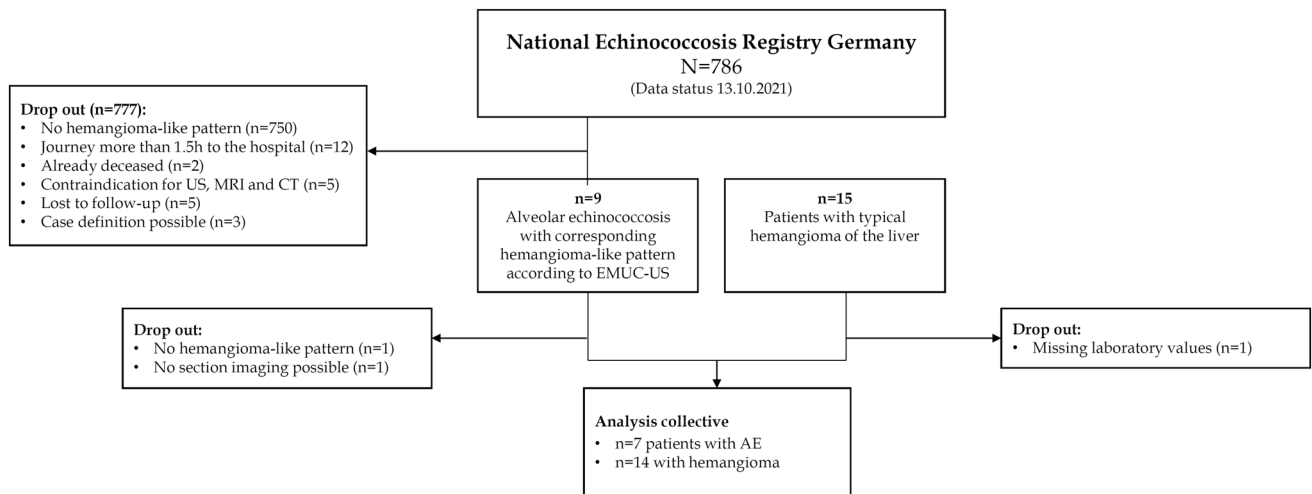 National Echinococcosis Registry Germany
N=786
(Data status 13.10.2021)
Drop out (n=777):
• No hemangioma-like pattern (n=750)
• Journey more than 1.5h to the hospital (n=12)
• Already deceased (n=2)
• Contraindication for US, MRI and CT (n=5)
• Lost to follow-up (n=5)
• Case definition possible (n=3)
n=9
Alveolar echinococcosis
with corresponding
hemangioma-like pattern
according to EMUC-US
n=15
Patients with typical
hemangioma of the liver
Drop out:
• No hemangioma-like pattern (n=1)
• No section imaging possible (n=1)
Drop out:
• Missing laboratory values (n=1)
Analysis collective
• n=7 patients with AE
• n=14 with hemangioma